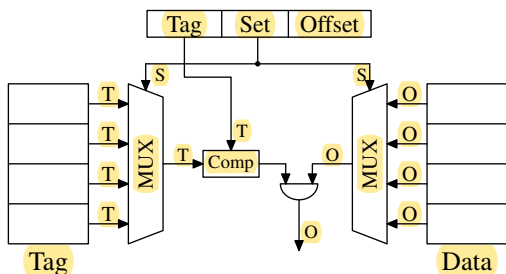 Tag Set Offset
S S
T O
T O
T
T MUX T Comp O MUX O
T O
T O
O
Tag Data